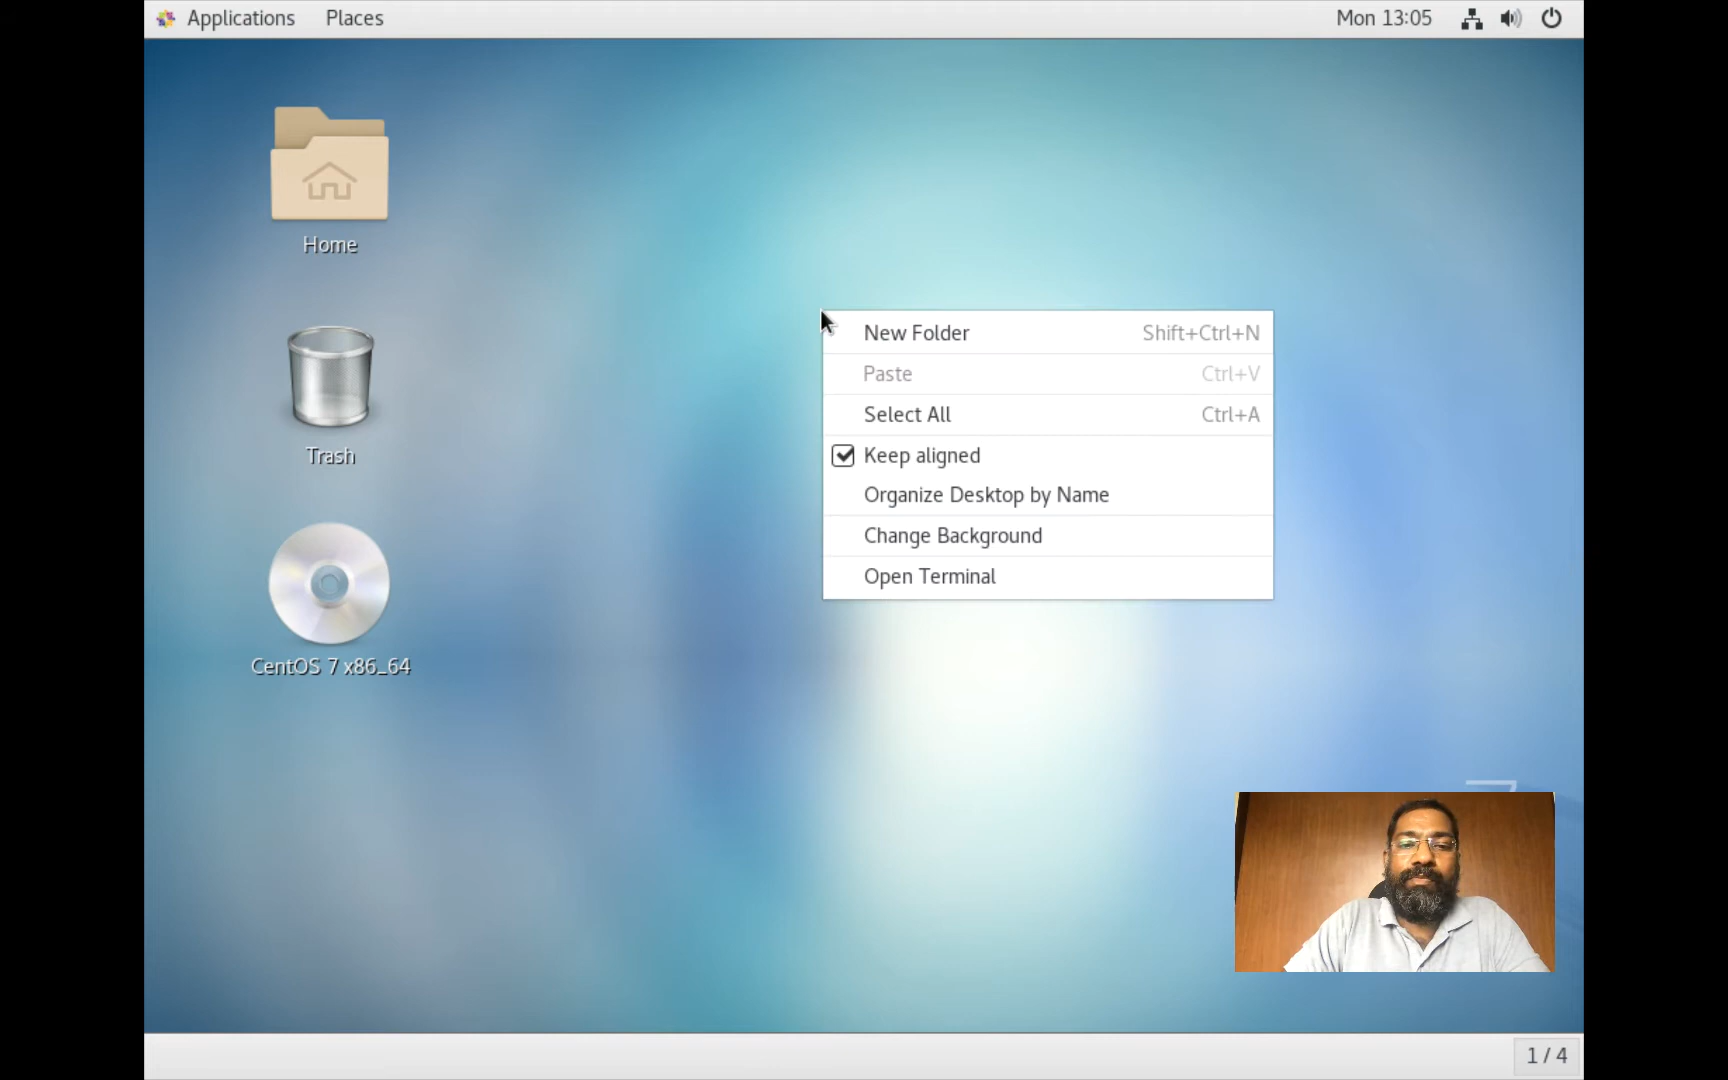 Applications Places Mon 13:05
Home
Trash
CentOS 7 x86_64
New Folder Shift+Ctrl+N
Paste Ctrl+V
Select All Ctrl+A
Keep aligned
Organize Desktop by Name
Change Background
Open Terminal
1 / 4